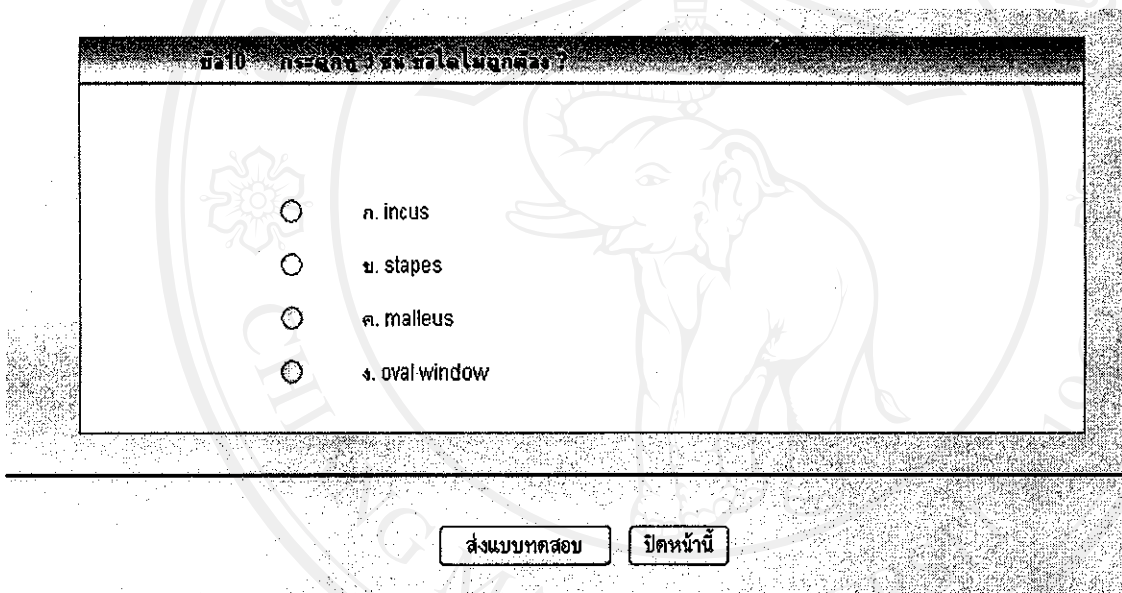 ข้อ10 กระดูกหู 3 ชิ้น ข้อใดไม่ถูกต้อง ?
ก. incus
ข. stapes
ค. malleus
ง. oval window
ส่งแบบทดสอบ ปิดหน้านี้